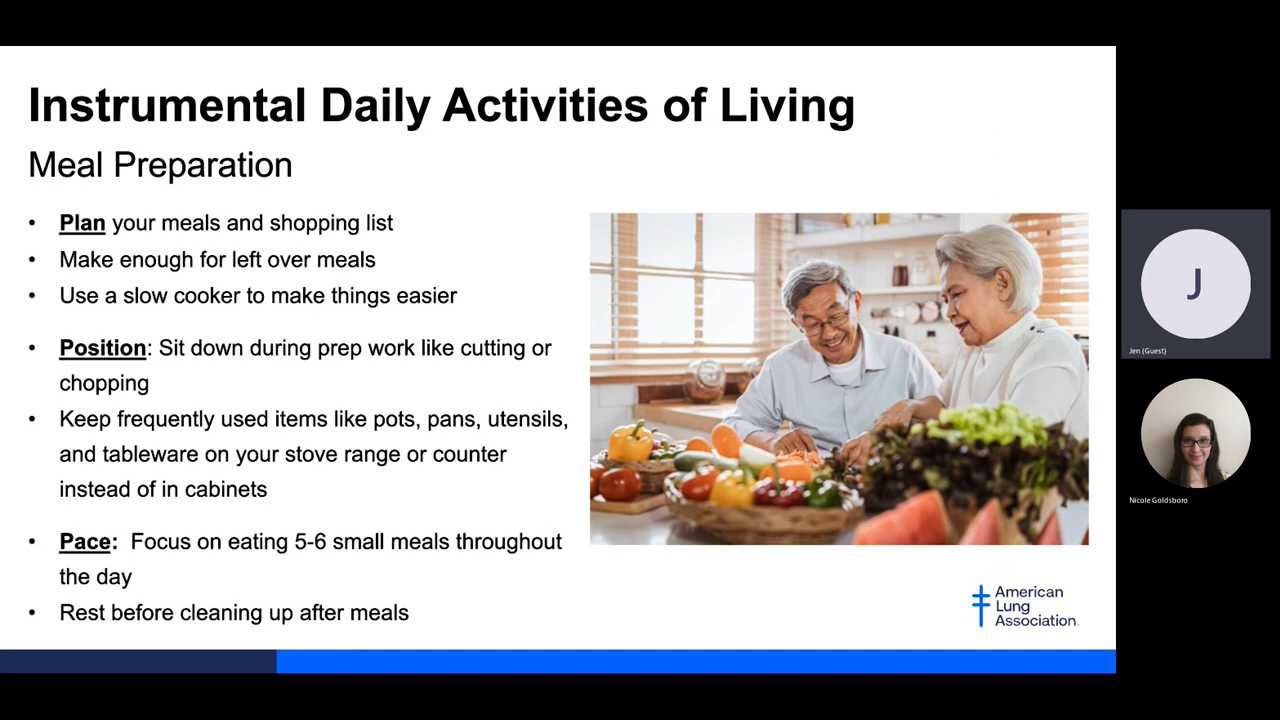 Instrumental Daily Activities of Living
Meal Preparation
• Plan your meals and shopping list
• Make enough for left over meals
• Use a slow cooker to make things easier
• Position: Sit down during prep work like cutting or
chopping
• Keep frequently used items like pots, pans, utensils,
and tableware on your stove range or counter
instead of in cabinets
• Pace: Focus on eating 5-6 small meals throughout
the day
• Rest before cleaning up after meals
American
Lung
Association.
J
Jen (Guest)
Nicole Goldsboro